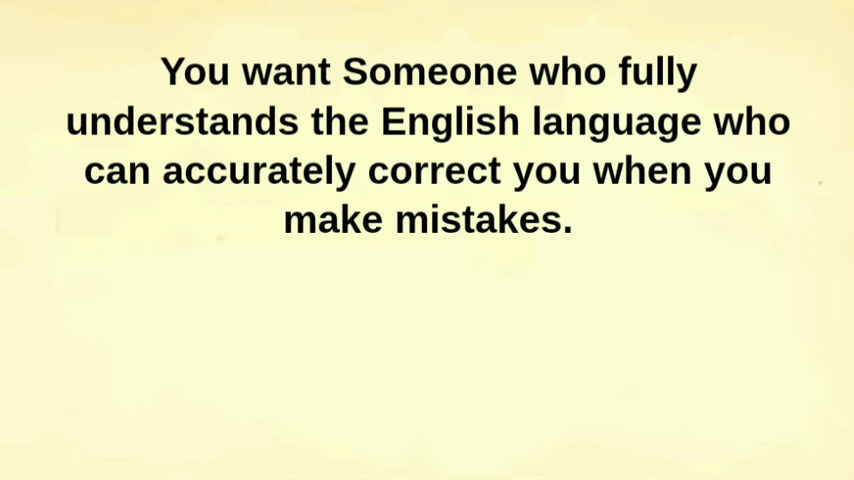 You want Someone who fully
understands the English language who
can accurately correct you when you
make mistakes.